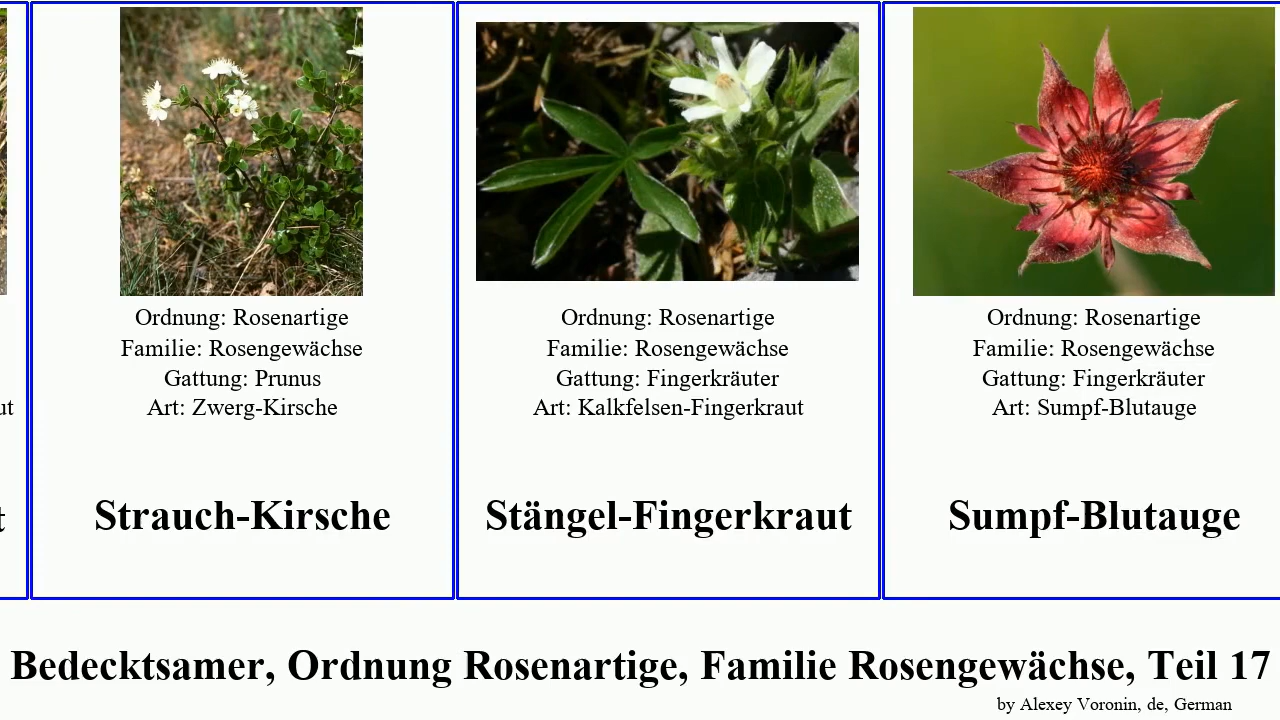 Ordnung: Rosenartige
Familie: Rosengewächse
Gattung: Prunus
Art: Zwerg-Kirsche
Strauch-Kirsche
Ordnung: Rosenartige
Familie: Rosengewächse
Gattung: Fingerkräuter
Art: Kalkfelsen-Fingerkraut
Stängel-Fingerkraut
Ordnung: Rosenartige
Familie: Rosengewächse
Gattung: Fingerkräuter
Art: Sumpf-Blutauge
Sumpf-Blutauge
Bedecktsamer, Ordnung Rosenartige, Familie Rosengewächse, Teil 17
by Alexey Voronin, de, German